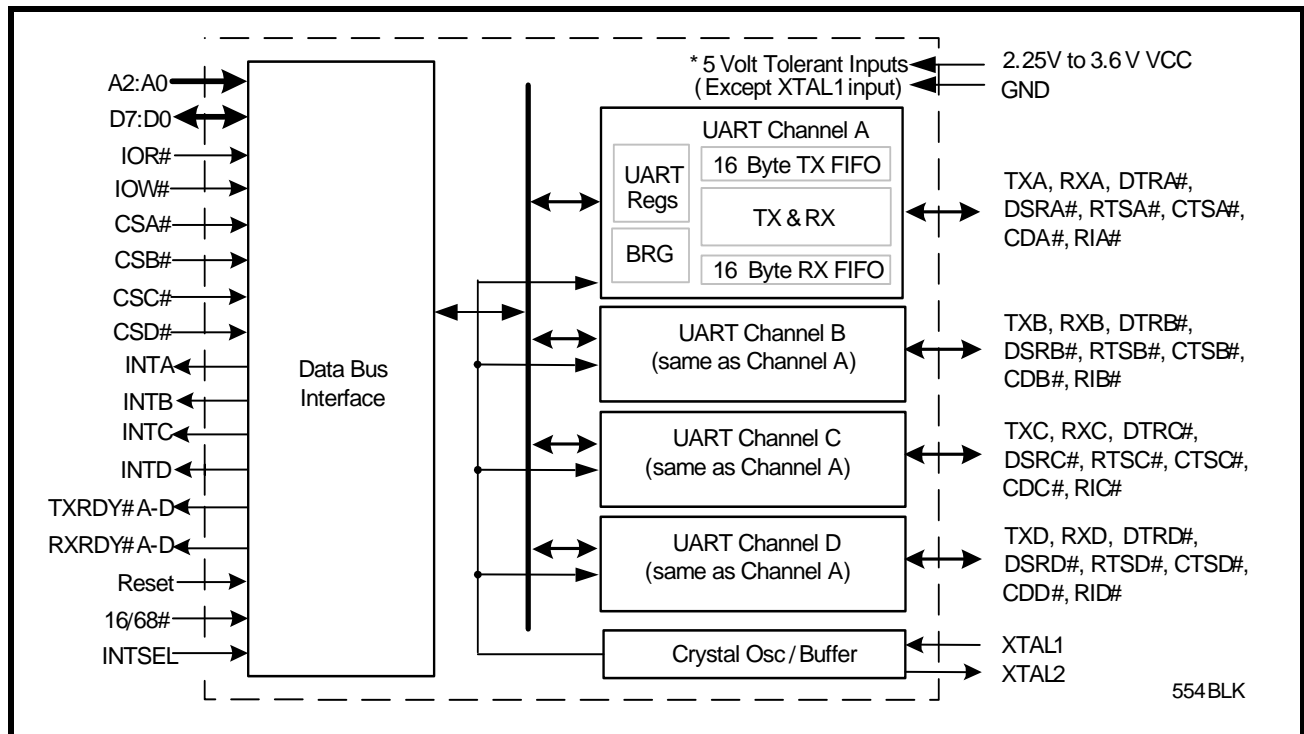 A2:A0
D7:D0
IOR#
IOW#
CSA#
CSB#
CSC#
CSD#
INTA
INTB
INTC
INTD
TXRDY# A-D
RXRDY# A-D
Reset
16/68#
INTSEL
Data Bus
Interface
* 5 Volt Tolerant Inputs
(Except XTAL1 input)
2.25V to 3.6 V VCC
GND
UART Channel A
UART
Regs
BRG
16 Byte TX FIFO
TX & RX
16 Byte RX FIFO
TXA, RXA, DTRA#,
DSRA#, RTSA#, CTSA#,
CDA#, RIA#
UART Channel B
(same as Channel A)
TXB, RXB, DTRB#,
DSRB#, RTSB#, CTSB#,
CDB#, RIB#
UART Channel C
(same as Channel A)
TXC, RXC, DTRC#,
DSRC#, RTSC#, CTSC#,
CDC#, RIC#
UART Channel D
(same as Channel A)
TXD, RXD, DTRD#,
DSRD#, RTSD#, CTSD#,
CDD#, RID#
Crystal Osc / Buffer
XTAL1
XTAL2
554 BLK